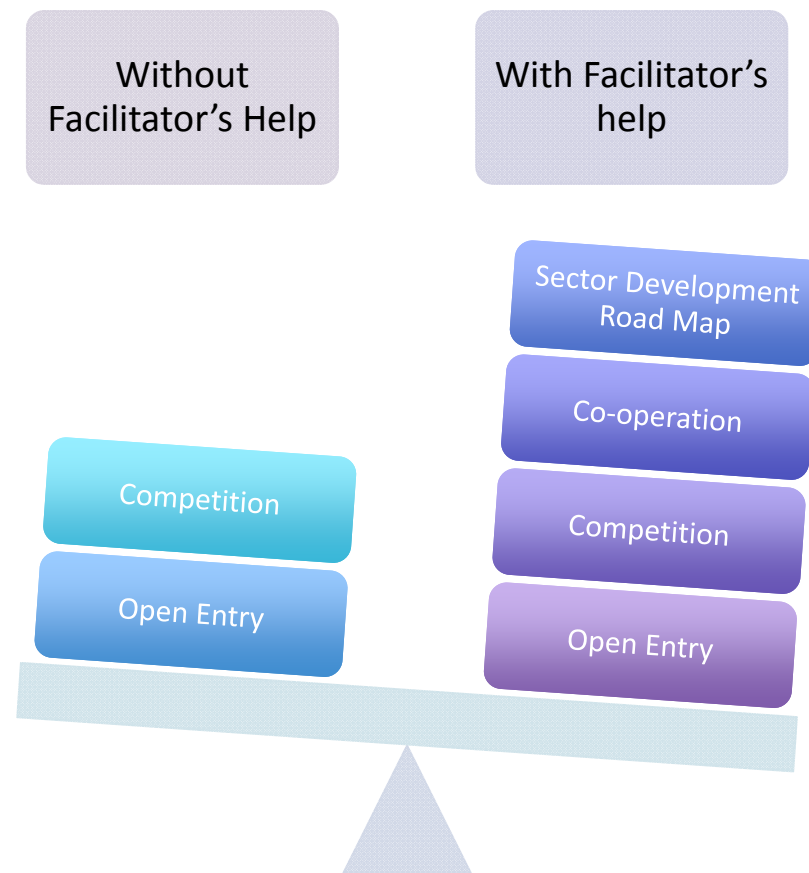 Without
Facilitator’s Help
With Facilitator’s
help
Competition
Open Entry
Sector Development
Road Map
Co-operation
Competition
Open Entry